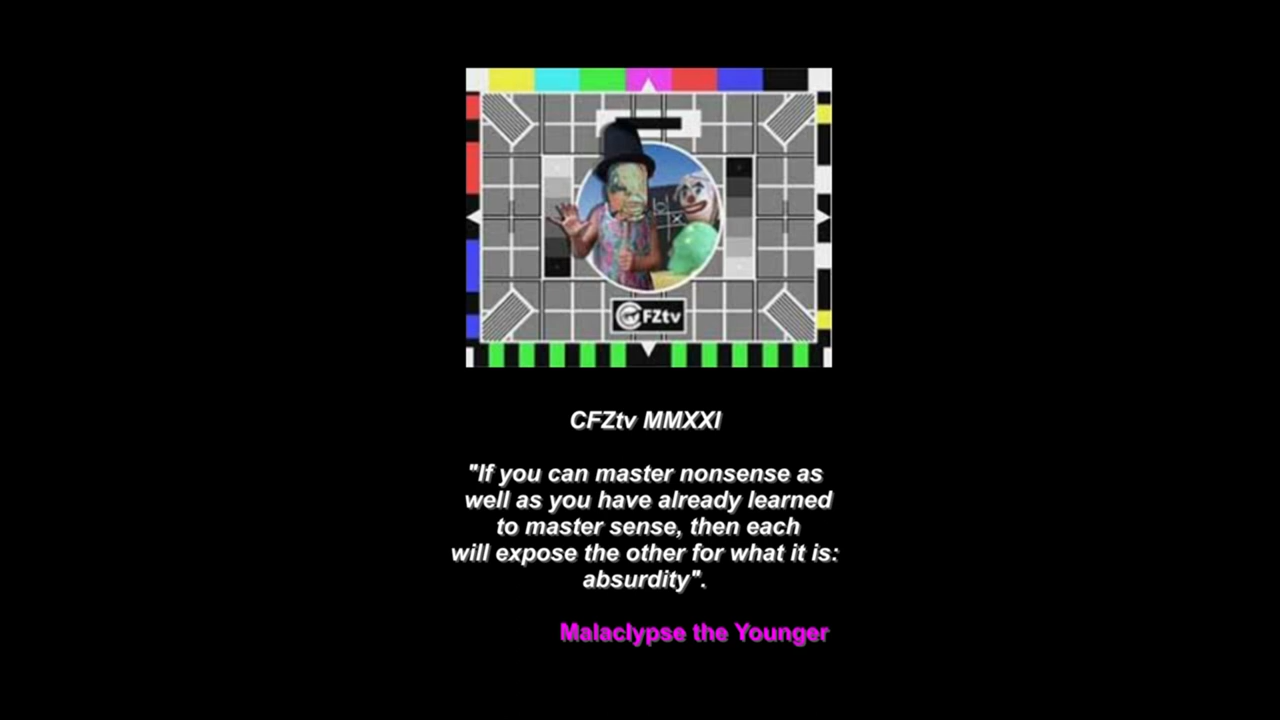 CFZtv
CFZtv MMXXI
"If you can master nonsense as
well as you have already learned
to master sense, then each
will expose the other for what it is:
absurdity".
Malaclypse the Younger